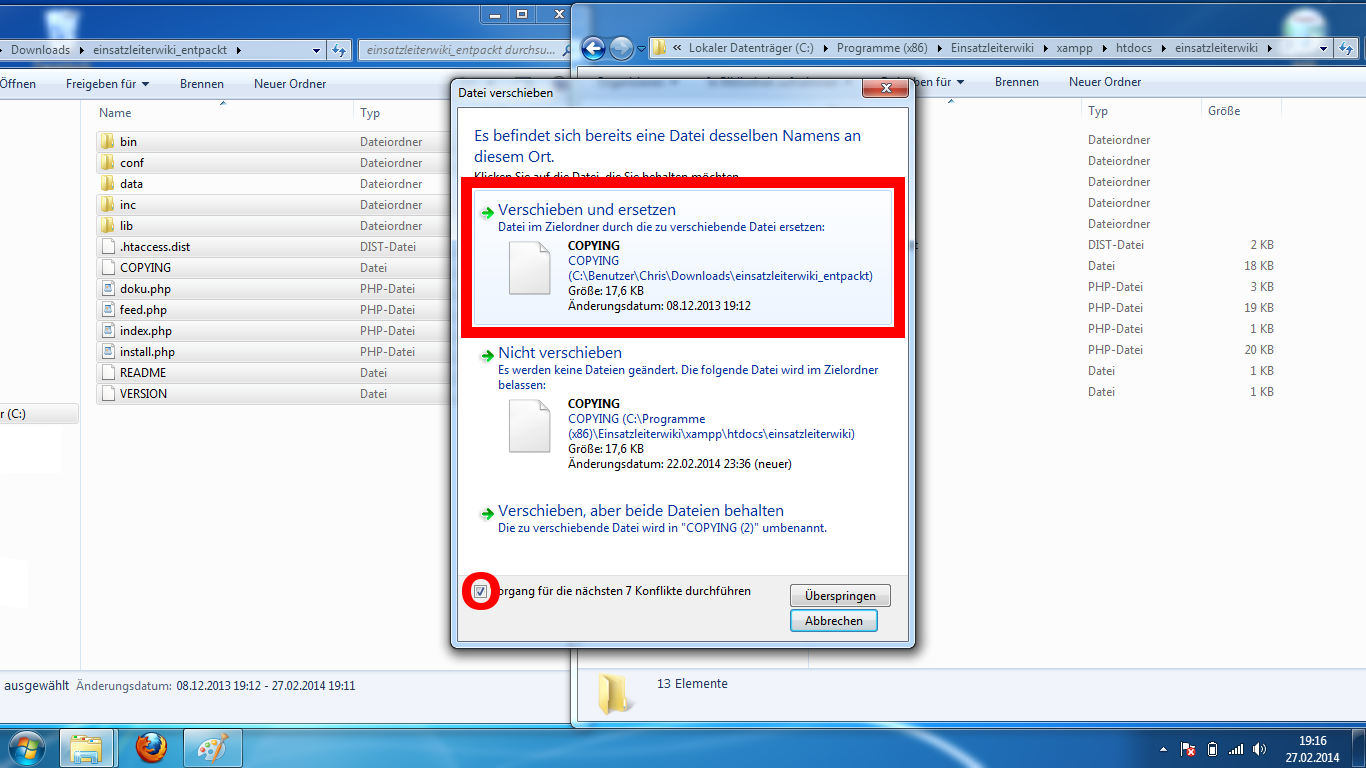 Downloads einsatzleiterwiki_entpackt
einsatzleiterwiki_entpackt durchsu...
Öffnen Freigeben für Brennen Neuer Ordner
Name Typ
bin Dateiordner
conf Dateiordner
data Dateiordner
inc Dateiordner
lib Dateiordner
.htaccess.dist DIST-Datei
COPYING Datei
doku.php PHP-Datei
feed.php PHP-Datei
index.php PHP-Datei
install.php PHP-Datei
README Datei
VERSION Datei
r (C:)
ausgewählt Änderungsdatum: 08.12.2013 19:12 - 27.02.2014 19:11
Datei verschieben
Es befindet sich bereits eine Datei desselben Namens an
diesem Ort.
Klicken Sie auf die Datei, die Sie behalten möchten
Verschieben und ersetzen
Datei im Zielordner durch die zu verschiebende Datei ersetzen:
COPYING
COPYING
(C:\Benutzer\Chris\Downloads\einsatzleiterwiki_entpackt)
Größe: 17,6 KB
Änderungsdatum: 08.12.2013 19:12
Nicht verschieben
Es werden keine Dateien geändert. Die folgende Datei wird im Zielordner
belassen:
COPYING
COPYING (C:\Programme
(x86)\Einsatzleiterwiki\xampp\htdocs\einsatzleiterwiki)
Größe: 17,6 KB
Änderungsdatum: 22.02.2014 23:36 (neuer)
Verschieben, aber beide Dateien behalten
Die zu verschiebende Datei wird in "COPYING (2)" umbenannt.
organg für die nächsten 7 Konflikte durchführen
Überspringen
Abbrechen
« Lokaler Datenträger (C:) Programme (x86) Einsatzleiterwiki xampp htdocs einsatzleiterwiki
en für Brennen Neuer Ordner
Typ Größe
Dateiordner
Dateiordner
Dateiordner
Dateiordner
Dateiordner
DIST-Datei 2 KB
Datei 18 KB
PHP-Datei 3 KB
PHP-Datei 19 KB
PHP-Datei 1 KB
PHP-Datei 20 KB
Datei 1 KB
Datei 1 KB
13 Elemente
19:16
27.02.2014